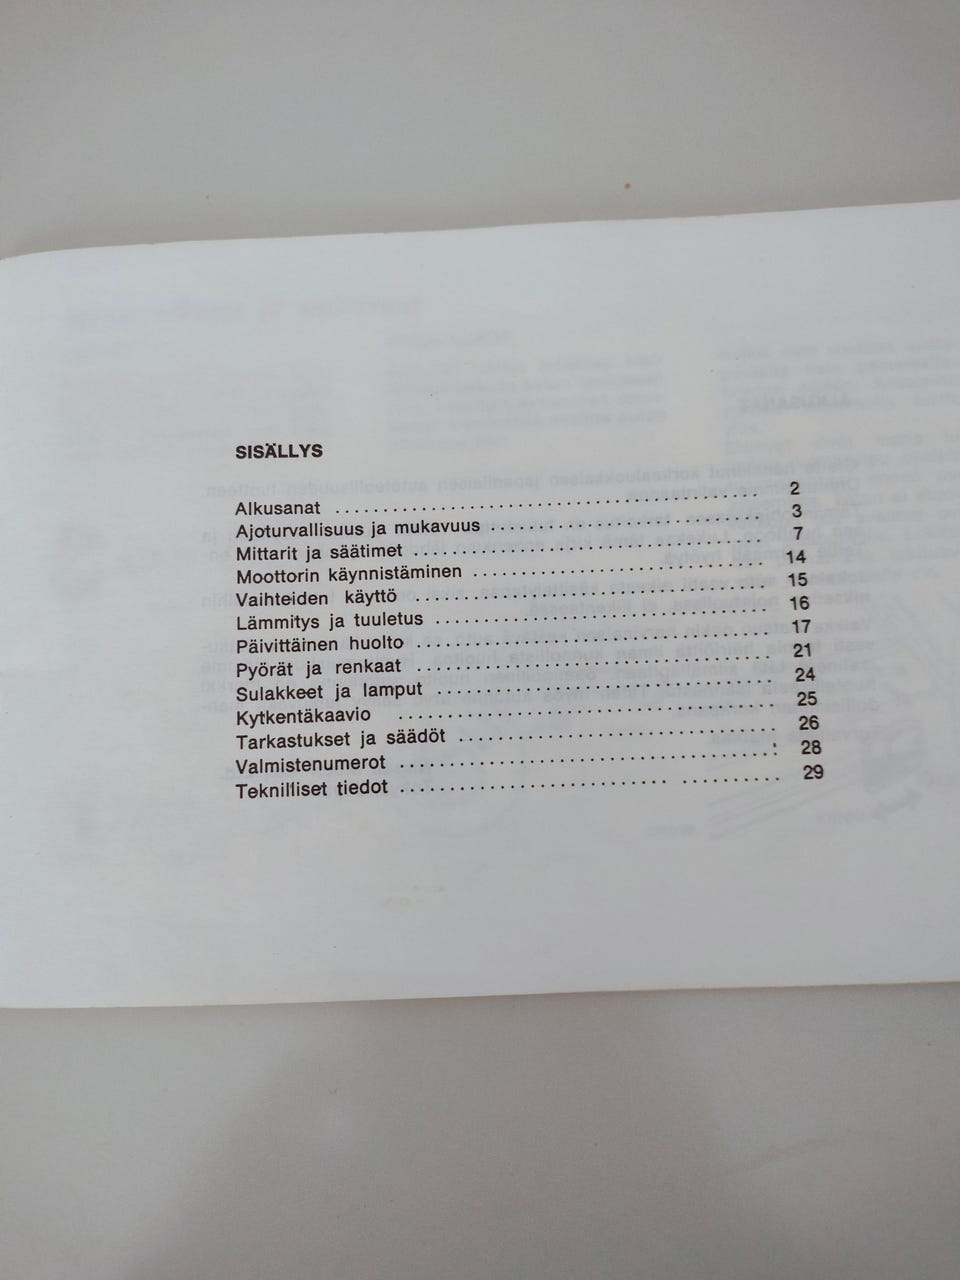 SISÄLLYS
Alkusanat .................................................. 2
Ajoturvallisuus ja mukavuus ............................... 3
Mittarit ja säätimet ........................................ 7
Moottorin käynnistäminen ................................ 14
Vaihteiden käyttö ........................................ 15
Lämmitys ja tuuletus ..................................... 16
Päivittäinen huolto ....................................... 17
Pyörät ja renkaat ........................................ 21
Sulakkeet ja lamput ...................................... 24
Kytkentäkaavio .......................................... 25
Tarkastukset ja säädöt ................................... 26
Valmistenumerot ......................................... 28
Teknilliset tiedot ......................................... 29